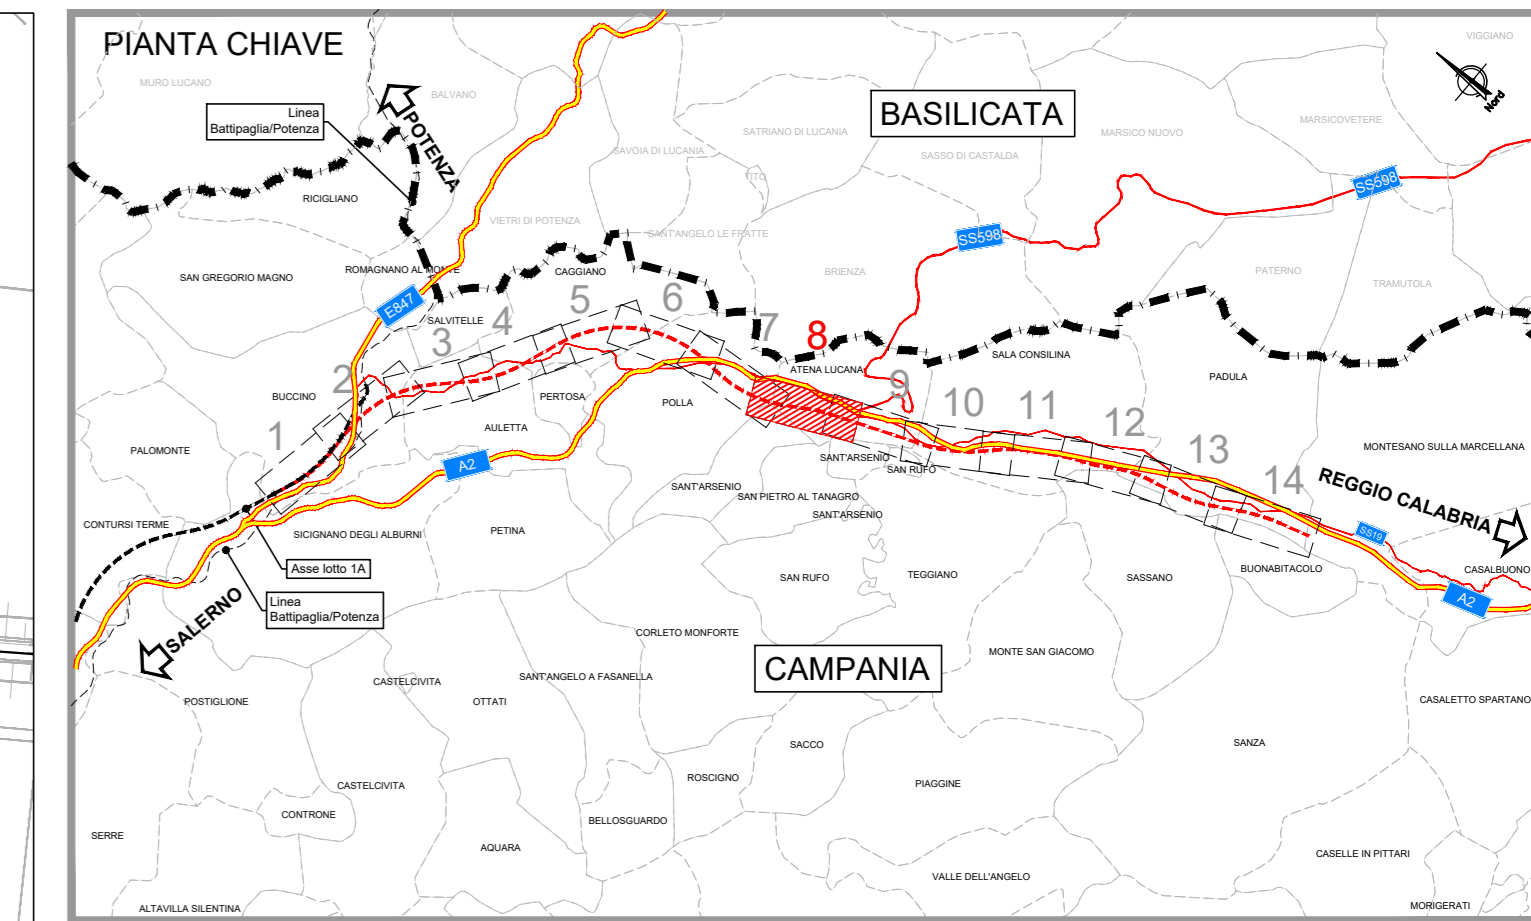 PIANTA CHIAVE
VIGGIANO
MURO LUCANO
BALVANO
Linea
Battipaglia/Potenza
POTENZA
BASILICATA
SATRIANO DI LUCANIA
MARSICO NUOVO
MARSICOVETERE
Nord
SAVOIA DI LUCANIA
SASSO DI CASTALDA
TITO
SS598
RICIGLIANO
VIETRI DI POTENZA
SANT'ANGELO LE FRATTE
SS598
SAN GREGORIO MAGNO
ROMAGNANO AL MONTE
CAGGIANO
BRIENZA
PATERNO
TRAMUTOLA
E847
SALVITELLE
3
4
5
6
7
8
SALA CONSILINA
ATENA LUCANA
PADULA
2
BUCCINO
PERTOSA
POLLA
9
10
11
12
1
AULETTA
13
PALOMONTE
A2
SANT'ARSENIO
SAN RUFO
MONTESANO SULLA MARCELLANA
14
REGGIO CALABRIA
SANT'ARSENIO
SAN PIETRO AL TANAGRO
SANT'ARSENIO
CONTURSI TERME
SICIGNANO DEGLI ALBURNI
PETINA
SS19
Asse lotto 1A
SAN RUFO
TEGGIANO
SASSANO
BUONABITACOLO
CASALBUONO
A2
Linea
Battipaglia/Potenza
SALERNO
CORLETO MONFORTE
CAMPANIA
MONTE SAN GIACOMO
CASTELCIVITA
SANT'ANGELO A FASANELLA
POSTIGLIONE
OTTATI
CASALETTO SPARTANO
SACCO
SANZA
ROSCIGNO
PIAGGINE
CASTELCIVITA
CONTRONE
BELLOSGUARDO
SERRE
AQUARA
CASELLE IN PITTARI
VALLE DELL'ANGELO
ALTAVILLA SILENTINA
MORIGERATI